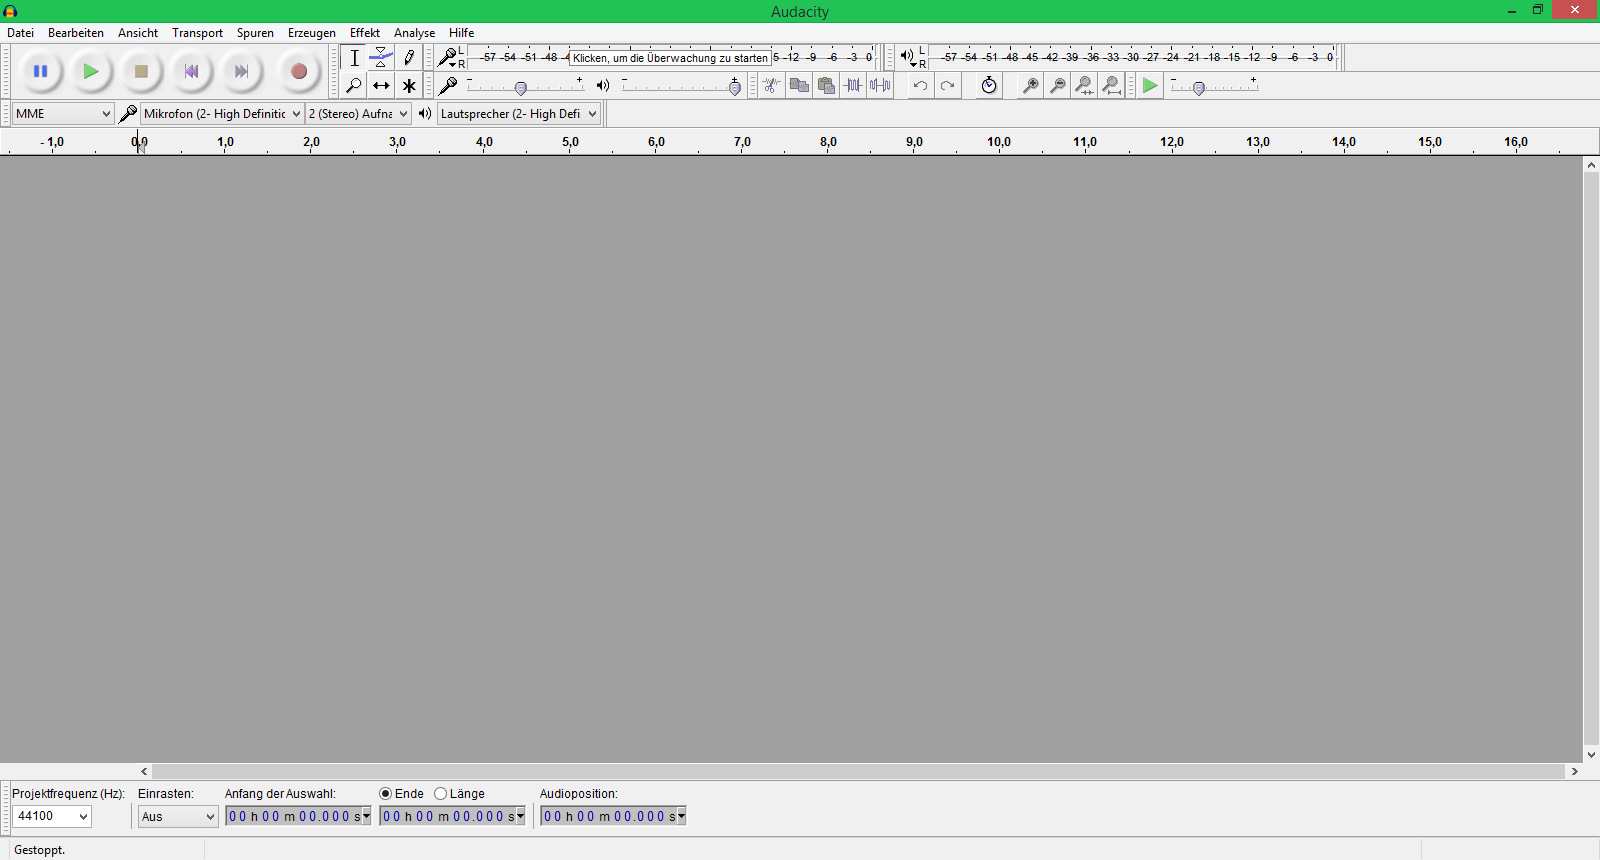 Audacity
Datei Bearbeiten Ansicht Transport Spuren Erzeugen Effekt Analyse Hilfe
L -57 -54 -51 -48 -4 Klicken, um die Überwachung zu starten 5 -12 -9 -6 -3 0 L -57 -54 -51 -48 -45 -42 -39 -36 -33 -30 -27 -24 -21 -18 -15 -12 -9 -6 -3 0
R R
- + - + - +
MME Mikrofon (2- High Definitic 2 (Stereo) Aufna Lautsprecher (2- High Defi
- 1,0 0,0 1,0 2,0 3,0 4,0 5,0 6,0 7,0 8,0 9,0 10,0 11,0 12,0 13,0 14,0 15,0 16,0
Projektfrequenz (Hz): Einrasten: Anfang der Auswahl: Ende Länge Audioposition:
44100 Aus 00 h 00 m 00.000 s 00 h 00 m 00.000 s 00 h 00 m 00.000 s
Gestoppt.